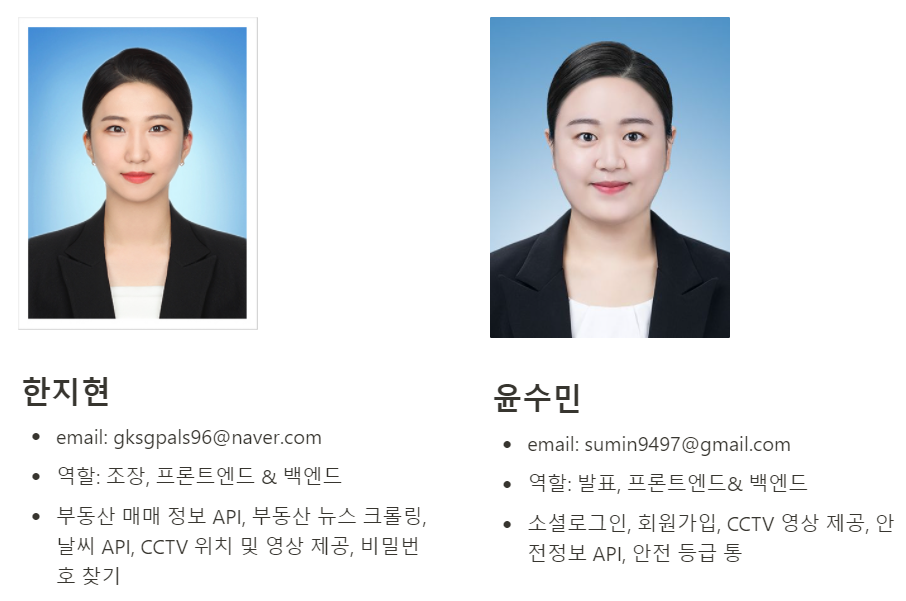 한지현
email: gksgpals96@naver.com
역할: 조장, 프론트엔드 & 백엔드
부동산 매매 정보 API, 부동산 뉴스 크롤링,
날씨 API, CCTV 위치 및 영상 제공, 비밀번
호 찾기
윤수민
email: sumin9497@gmail.com
역할: 발표, 프론트엔드& 백엔드
소셜로그인, 회원가입, CCTV 영상 제공, 안
전정보 API, 안전 등급 통